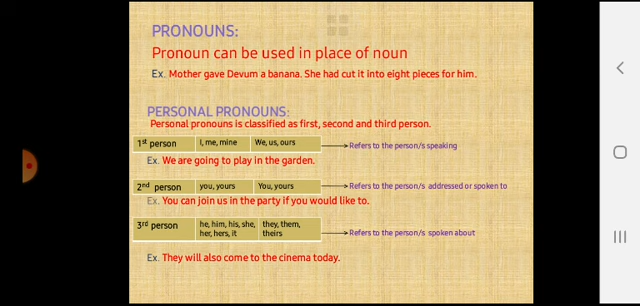 PRONOUNS:
Pronoun can be used in place of noun
Ex. Mother gave Devum a banana. She had cut it into eight pieces for him.
PERSONAL PRONOUNS:
Personal pronouns is classified as first, second and third person.
1st person I, me, mine We, us, ours Refers to the person/s speaking
Ex. We are going to play in the garden.
2nd person you, yours You, yours Refers to the person/s addressed or spoken to
Ex. You can join us in the party if you would like to.
3rd person he, him, his, she, they, them,
her, hers, it theirs Refers to the person/s spoken about
Ex. They will also come to the cinema today.